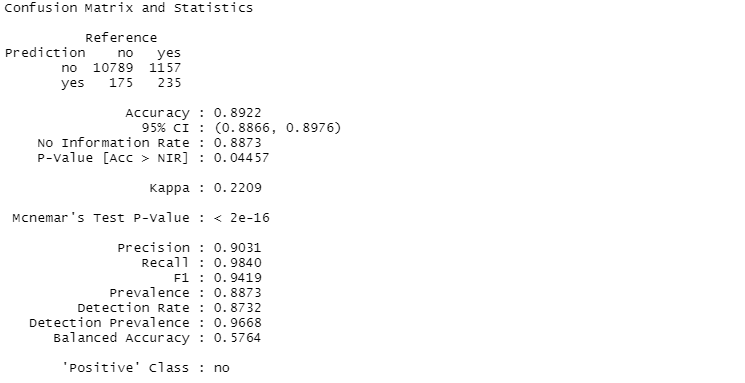 Confusion Matrix and Statistics
Reference
Prediction no yes
no 10789 1157
yes 175 235
Accuracy : 0.8922
95% CI : (0.8866, 0.8976)
No Information Rate : 0.8873
P-Value [Acc > NIR] : 0.04457
Kappa : 0.2209
Mcnemar's Test P-Value : < 2e-16
Precision : 0.9031
Recall : 0.9840
F1 : 0.9419
Prevalence : 0.8873
Detection Rate : 0.8732
Detection Prevalence : 0.9668
Balanced Accuracy : 0.5764
'Positive' Class : no